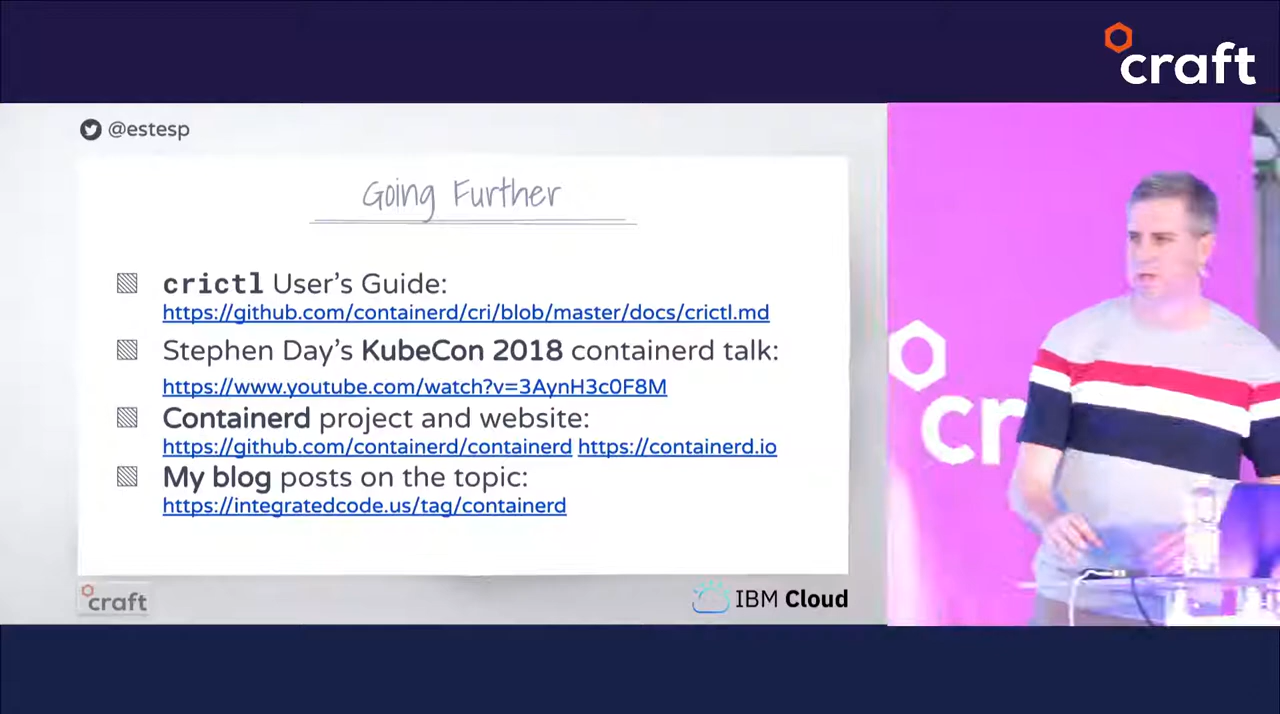 craft
@estesp
Going Further
crictl User's Guide:
https://github.com/containerd/cri/blob/master/docs/crictl.md
Stephen Day's KubeCon 2018 containerd talk:
https://www.youtube.com/watch?v=3AynH3c0F8M
Containerd project and website:
https://github.com/containerd/containerd https://containerd.io
My blog posts on the topic:
https://integratedcode.us/tag/containerd
craft
IBM Cloud
cr